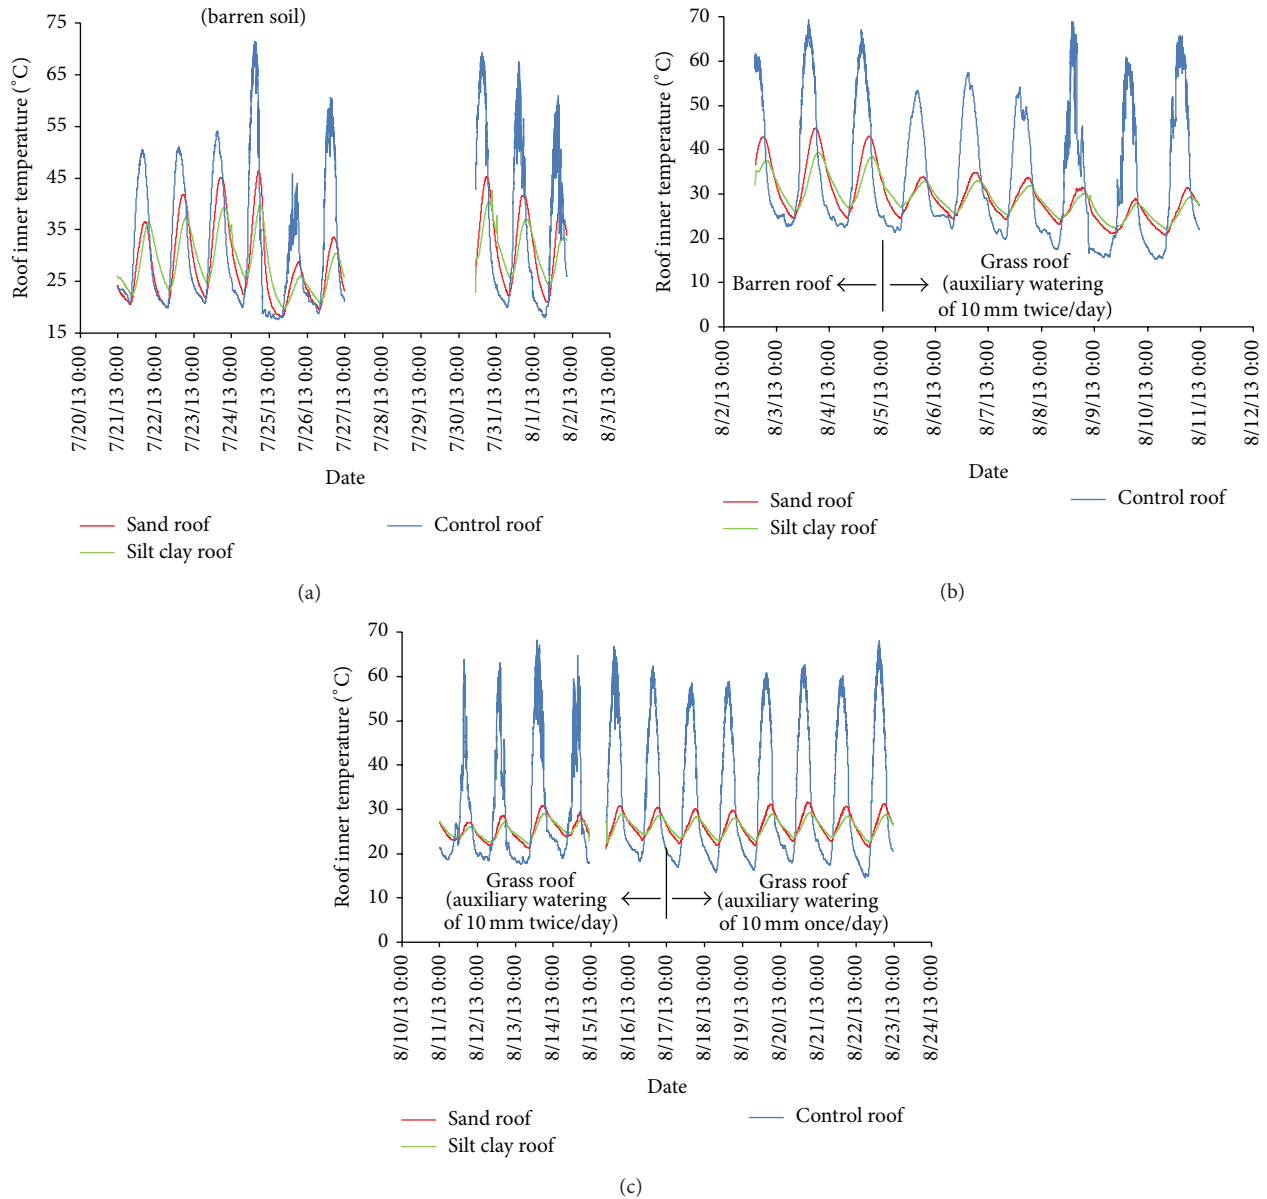 (barren soil)
Roof inner temperature (°C)
75
65
55
45
35
25
15
7/20/13 0:00
7/21/13 0:00
7/22/13 0:00
7/23/13 0:00
7/24/13 0:00
7/25/13 0:00
7/26/13 0:00
7/27/13 0:00
7/28/13 0:00
7/29/13 0:00
7/30/13 0:00
7/31/13 0:00
8/1/13 0:00
8/2/13 0:00
8/3/13 0:00
Date
Sand roof
Silt clay roof
Control roof
(a)
Roof inner temperature (°C)
70
60
50
40
30
20
10
0
Barren roof
Grass roof
(auxiliary watering
of 10 mm twice/day)
8/2/13 0:00
8/3/13 0:00
8/4/13 0:00
8/5/13 0:00
8/6/13 0:00
8/7/13 0:00
8/8/13 0:00
8/9/13 0:00
8/10/13 0:00
8/11/13 0:00
8/12/13 0:00
Date
Sand roof
Silt clay roof
Control roof
(b)
Roof inner temperature (°C)
70
60
50
40
30
20
10
0
Grass roof
(auxiliary watering
of 10 mm twice/day)
Grass roof
(auxiliary watering
of 10 mm once/day)
8/10/13 0:00
8/11/13 0:00
8/12/13 0:00
8/13/13 0:00
8/14/13 0:00
8/15/13 0:00
8/16/13 0:00
8/17/13 0:00
8/18/13 0:00
8/19/13 0:00
8/20/13 0:00
8/21/13 0:00
8/22/13 0:00
8/23/13 0:00
8/24/13 0:00
Date
Sand roof
Silt clay roof
Control roof
(c)